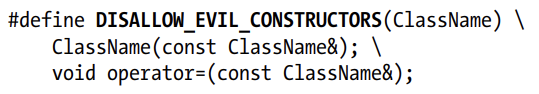 #define DISALLOW_EVIL_CONSTRUCTORS(ClassName) \
    ClassName(const ClassName&); \
    void operator=(const ClassName&);